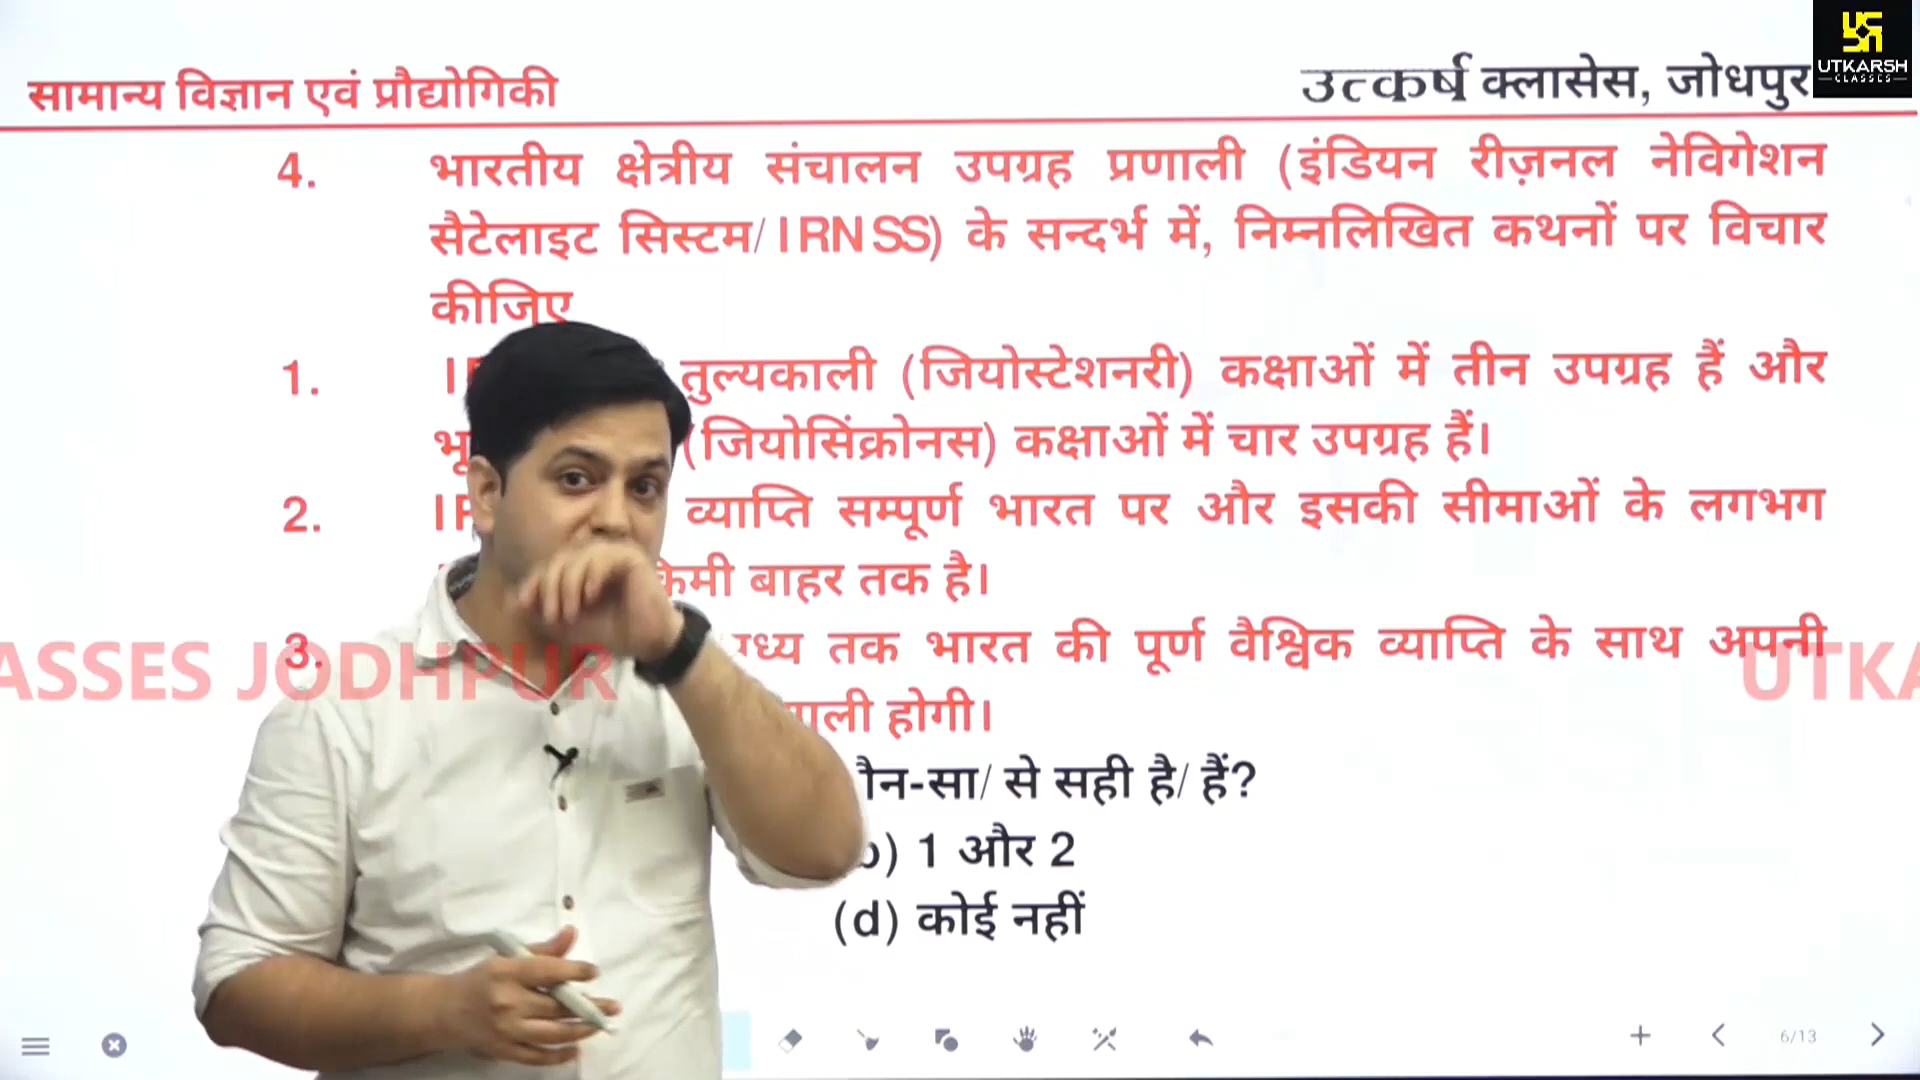 UTKARSH
CLASSES
सामान्य विज्ञान एवं प्रौद्योगिकी
उत्कर्ष क्लासेस, जोधपुर
4. भारतीय क्षेत्रीय संचालन उपग्रह प्रणाली (इंडियन रीज़नल नेविगेशन
सैटेलाइट सिस्टम/ IRNSS) के सन्दर्भ में, निम्नलिखित कथनों पर विचार
कीजिए
1. तुल्यकाली (जियोस्टेशनरी) कक्षाओं में तीन उपग्रह हैं और
(जियोसिंक्रोनस) कक्षाओं में चार उपग्रह हैं।
2. व्याप्ति सम्पूर्ण भारत पर और इसकी सीमाओं के लगभग
किमी बाहर तक है।
3. तक भारत की पूर्ण वैश्विक व्याप्ति के साथ अपनी
होगी।
ASSES JODHPUR
UTKA
कौन-सा/ से सही है/ हैं?
(b) 1 और 2
(d) कोई नहीं
6/13